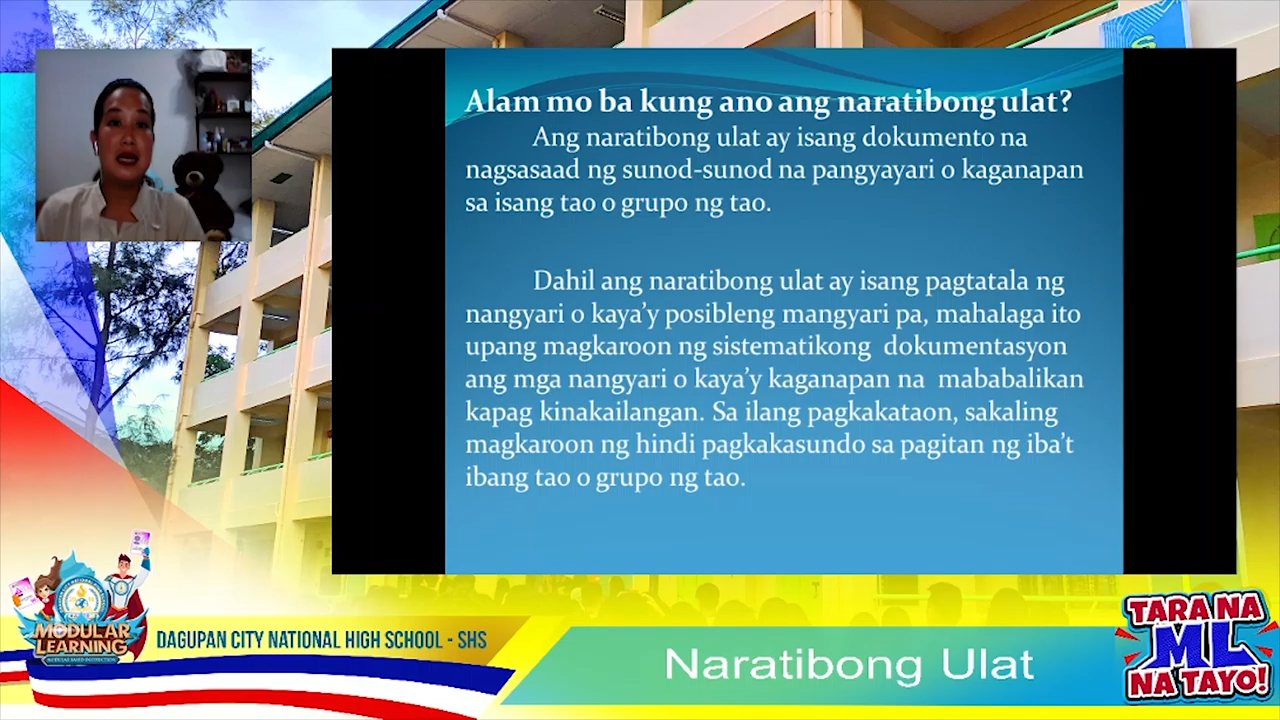 Alam mo ba kung ano ang naratibong ulat?
Ang naratibong ulat ay isang dokumento na
nagsasaad ng sunod-sunod na pangyayari o kaganapan
sa isang tao o grupo ng tao.
Dahil ang naratibong ulat ay isang pagtatala ng
nangyari o kaya’y posibleng mangyari pa, mahalaga ito
upang magkaroon ng sistematikong dokumentasyon
ang mga nangyari o kaya’y kaganapan na mababalikan
kapag kinakailangan. Sa ilang pagkakataon, sakaling
magkaroon ng hindi pagkakasundo sa pagitan ng iba’t
ibang tao o grupo ng tao.
MODULAR
LEARNING
DAGUPAN CITY NATIONAL HIGH SCHOOL - SHS
Naratibong Ulat
TARA NA
ML
NA TAYO!